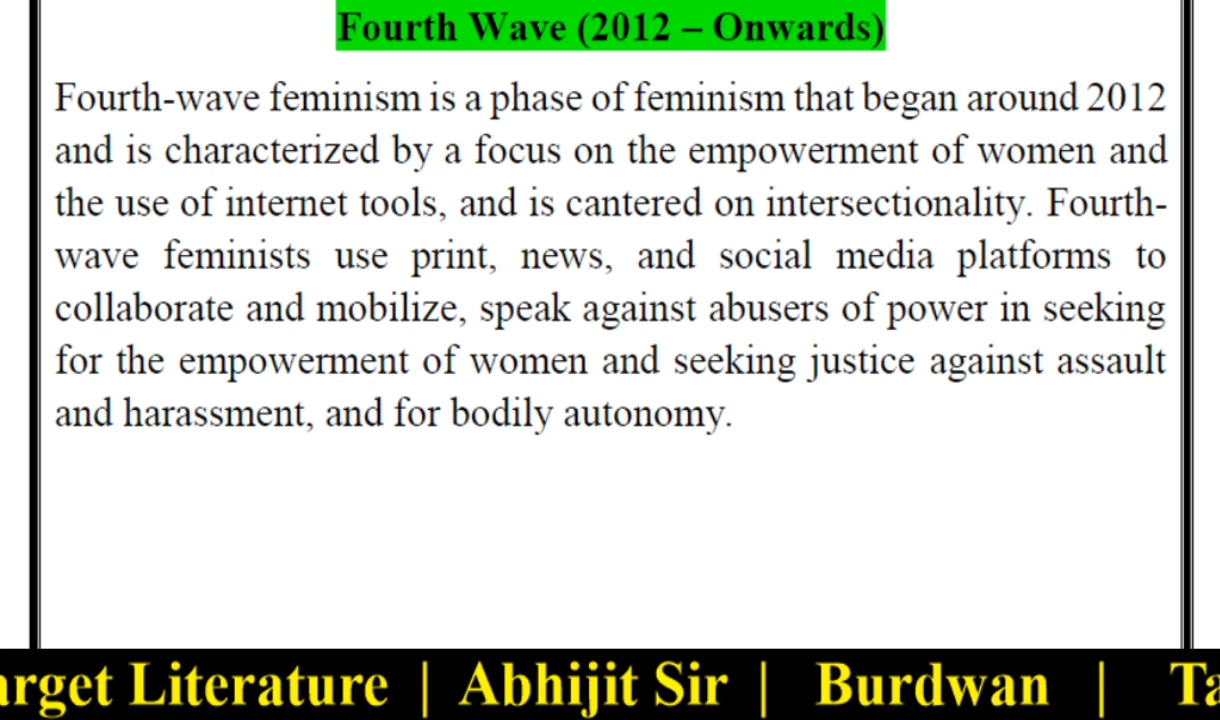 Fourth Wave (2012 – Onwards)
Fourth-wave feminism is a phase of feminism that began around 2012
and is characterized by a focus on the empowerment of women and
the use of internet tools, and is cantered on intersectionality. Fourth-
wave feminists use print, news, and social media platforms to
collaborate and mobilize, speak against abusers of power in seeking
for the empowerment of women and seeking justice against assault
and harassment, and for bodily autonomy.
arget Literature | Abhijit Sir | Burdwan | Ta